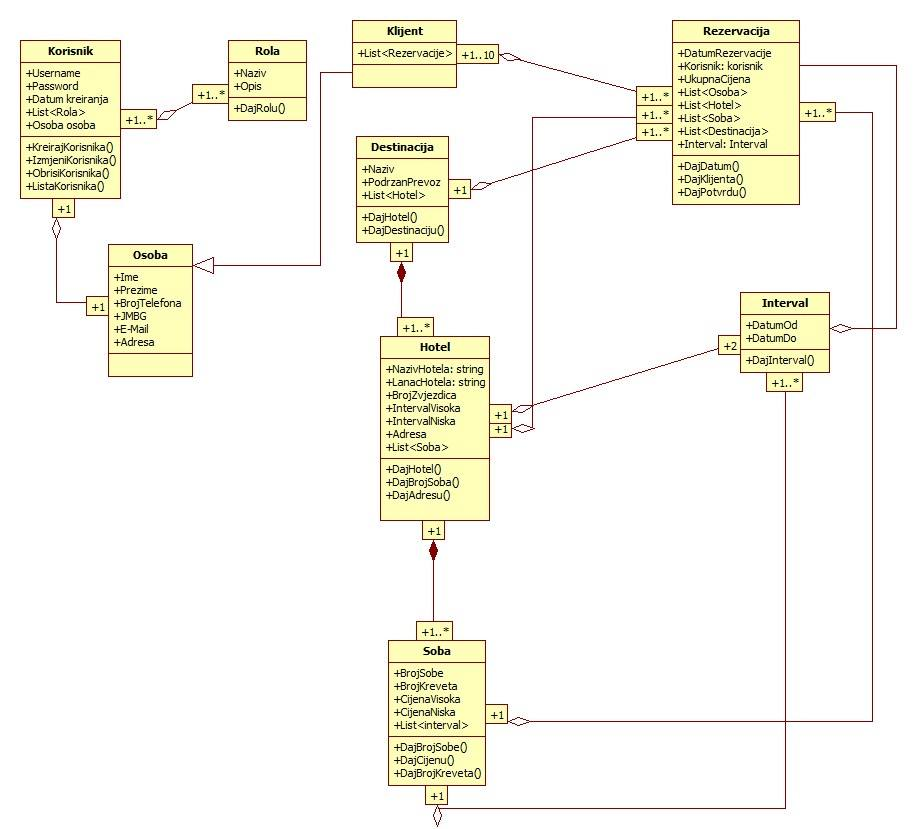 Korisnik
+Username
+Password
+Datum kreiranja
+List<Rola>
+Osoba osoba
+KreirajKorisnika()
+IzmjeniKorisnika()
+ObrisiKorisnika()
+ListaKorisnika()
+1..*
+1
Rola
+Naziv
+Opis
+DajRolu()
+1..*
Klijent
+List<Rezervacije>
+1..10
Rezervacija
+DatumRezervacije
+Korisnik: korisnik
+UkupnaCijena
+List<Osoba>
+List<Hotel>
+List<Soba>
+List<Destinacija>
+Interval: Interval
+DajDatum()
+DajKlijenta()
+DajPotvrdu()
+1..*
+1..*
+1..*
+1..*
Destinacija
+Naziv
+PodrzanPrevoz
+List<Hotel>
+DajHotel()
+DajDestinaciju()
+1
+1
Osoba
+Ime
+Prezime
+BrojTelefona
+JMBG
+E-Mail
+Adresa
+1
Interval
+DatumOd
+DatumDo
+DajInterval()
+2
+1..*
+1..*
Hotel
+NazivHotela: string
+LanacHotela: string
+BrojZvjezdica
+IntervalVisoka
+IntervalNiska
+Adresa
+List<Soba>
+DajHotel()
+DajBrojSoba()
+DajAdresu()
+1
+1
+1
+1..*
Soba
+BrojSobe
+BrojKreveta
+CijenaVisoka
+CijenaNiska
+List<interval>
+DajBrojSobe()
+DajCijenu()
+DajBrojKreveta()
+1
+1